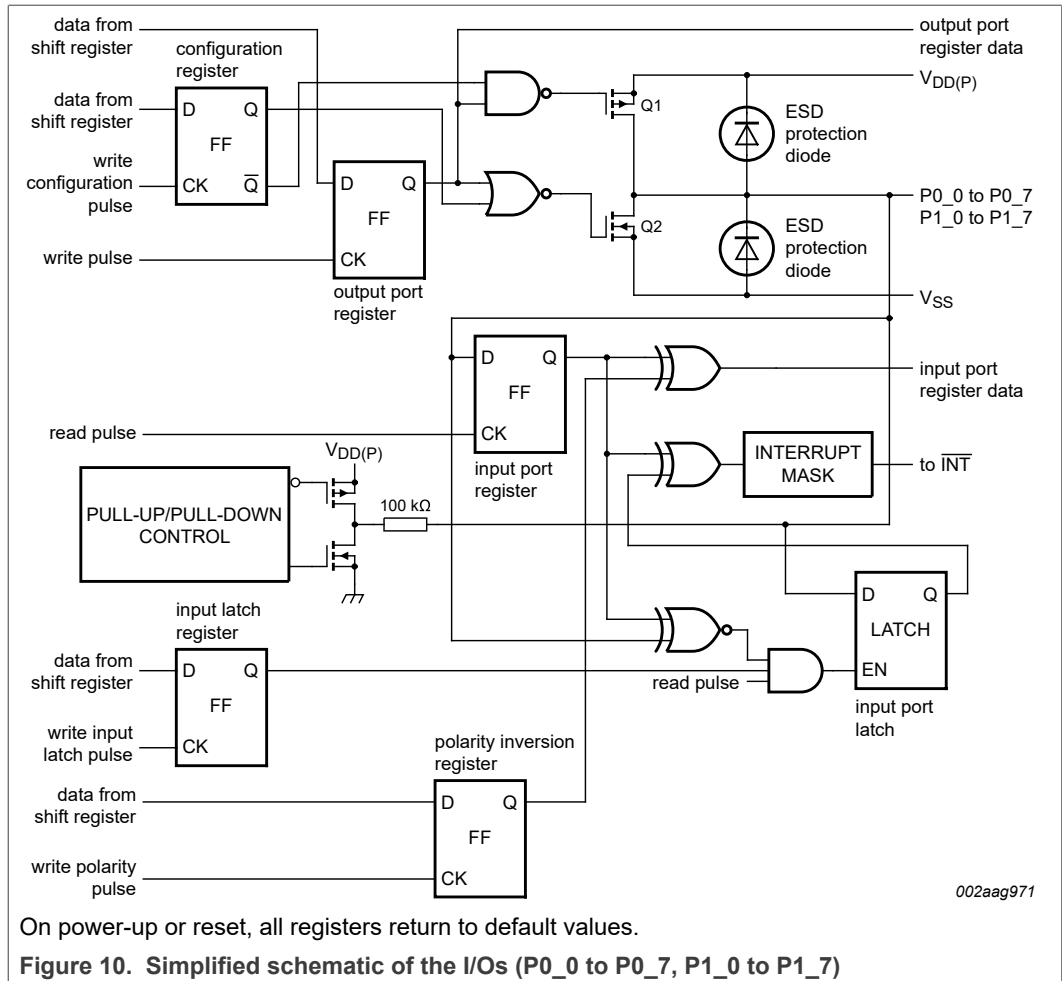 data from
shift register
configuration
register
output port
register data
data from
shift register
D
Q
FF
write
configuration
pulse
CK
Q̅
D
Q
FF
CK
write pulse
output port
register
Q1
Q2
V_DD(P)
ESD
protection
diode
P0_0 to P0_7
P1_0 to P1_7
ESD
protection
diode
V_SS
D
Q
FF
CK
read pulse
input port
register
input port
register data
INTERRUPT
MASK
to I̅N̅T̅
V_DD(P)
100 kΩ
PULL-UP/PULL-DOWN
CONTROL
D
Q
LATCH
EN
input port
latch
read pulse
input latch
register
data from
shift register
D
Q
FF
write input
latch pulse
CK
polarity inversion
register
data from
shift register
D
Q
FF
write polarity
pulse
CK
002aag971
On power-up or reset, all registers return to default values.
Figure 10. Simplified schematic of the I/Os (P0_0 to P0_7, P1_0 to P1_7)